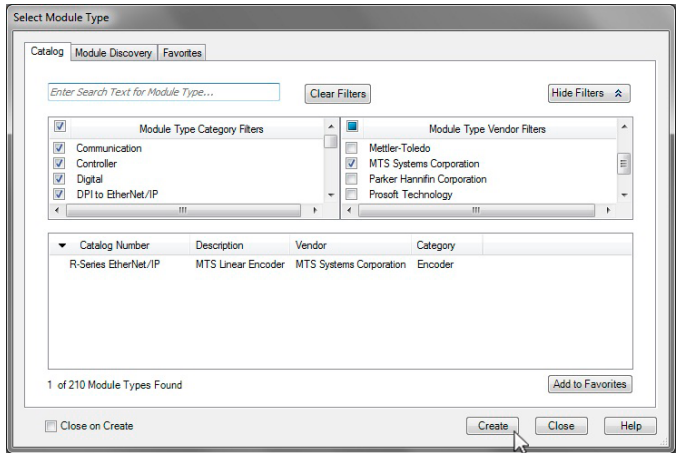 Select Module Type
Catalog Module Discovery Favorites
Enter Search Text for Module Type...
Clear Filters
Hide Filters
Module Type Category Filters
Communication
Controller
Digital
DPI to EtherNet/IP
Module Type Vendor Filters
Mettler-Toledo
MTS Systems Corporation
Parker Hannifin Corporation
Prosoft Technology
Catalog Number Description Vendor Category
R-Series EtherNet/IP MTS Linear Encoder MTS Systems Corporation Encoder
1 of 210 Module Types Found
Add to Favorites
Close on Create
Create Close Help